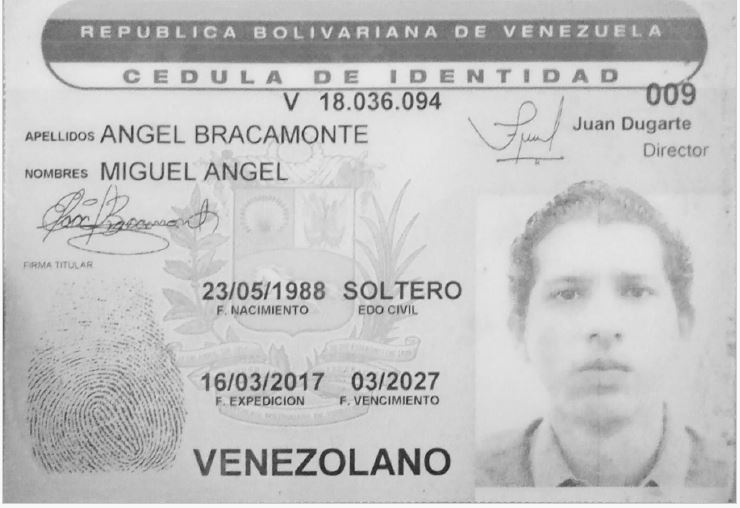 REPUBLICA BOLIVARIANA DE VENEZUELA
CEDULA DE IDENTIDAD
V 18.036.094
009
APELLIDOS ANGEL BRACAMONTE
Juan Dugarte
Director
NOMBRES MIGUEL ANGEL
FIRMA TITULAR
23/05/1988 SOLTERO
F. NACIMIENTO EDO CIVIL
16/03/2017 03/2027
F. EXPEDICION F. VENCIMIENTO
VENEZOLANO